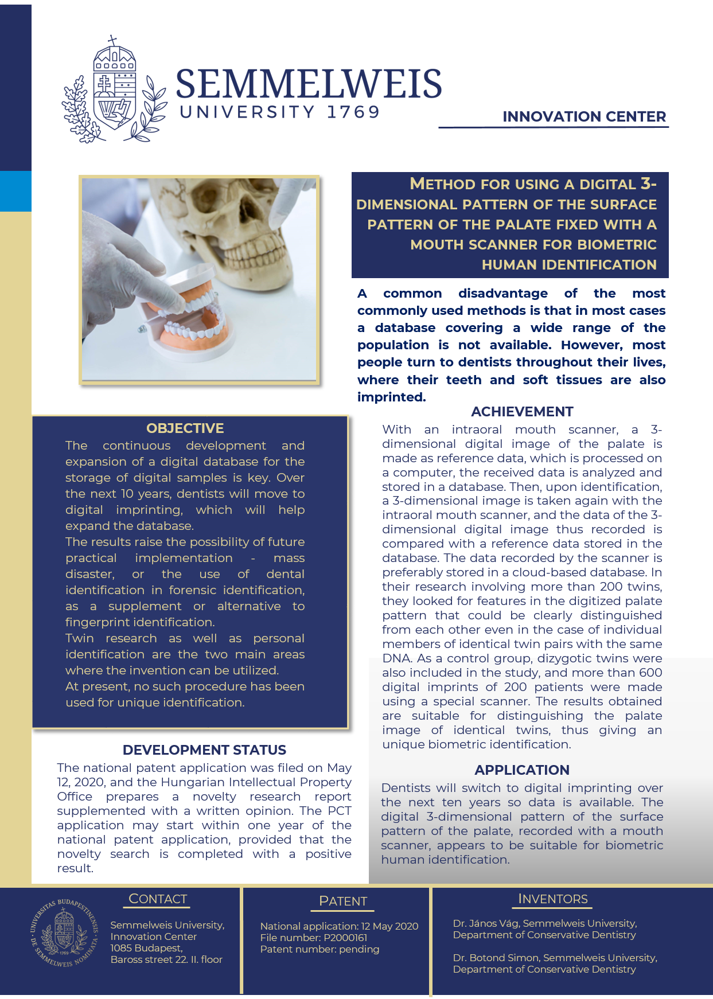 SEMMELWEIS
UNIVERSITY 1769
INNOVATION CENTER
METHOD FOR USING A DIGITAL 3-
DIMENSIONAL PATTERN OF THE SURFACE
PATTERN OF THE PALATE FIXED WITH A
MOUTH SCANNER FOR BIOMETRIC
HUMAN IDENTIFICATION
A common disadvantage of the most
commonly used methods is that in most cases
a database covering a wide range of the
population is not available. However, most
people turn to dentists throughout their lives,
where their teeth and soft tissues are also
imprinted.
OBJECTIVE
The continuous development and
expansion of a digital database for the
storage of digital samples is key. Over
the next 10 years, dentists will move to
digital imprinting, which will help
expand the database.
The results raise the possibility of future
practical implementation - mass
disaster, or the use of dental
identification in forensic identification,
as a supplement or alternative to
fingerprint identification.
Twin research as well as personal
identification are the two main areas
where the invention can be utilized.
At present, no such procedure has been
used for unique identification.
DEVELOPMENT STATUS
The national patent application was filed on May
12, 2020, and the Hungarian Intellectual Property
Office prepares a novelty research report
supplemented with a written opinion. The PCT
application may start within one year of the
national patent application, provided that the
novelty search is completed with a positive
result.
ACHIEVEMENT
With an intraoral mouth scanner, a 3-
dimensional digital image of the palate is
made as reference data, which is processed on
a computer, the received data is analyzed and
stored in a database. Then, upon identification,
a 3-dimensional image is taken again with the
intraoral mouth scanner, and the data of the 3-
dimensional digital image thus recorded is
compared with a reference data stored in the
database. The data recorded by the scanner is
preferably stored in a cloud-based database. In
their research involving more than 200 twins,
they looked for features in the digitized palate
pattern that could be clearly distinguished
from each other even in the case of individual
members of identical twin pairs with the same
DNA. As a control group, dizygotic twins were
also included in the study, and more than 600
digital imprints of 200 patients were made
using a special scanner. The results obtained
are suitable for distinguishing the palate
image of identical twins, thus giving an
unique biometric identification.
APPLICATION
Dentists will switch to digital imprinting over
the next ten years so data is available. The
digital 3-dimensional pattern of the surface
pattern of the palate, recorded with a mouth
scanner, appears to be suitable for biometric
human identification.
UNIVERSITAS BUDAPESTINENSIS
DE SEMMELWEIS NOMINATA
1769
CONTACT
Semmelweis University,
Innovation Center
1085 Budapest,
Baross street 22. II. floor
PATENT
National application: 12 May 2020
File number: P2000161
Patent number: pending
INVENTORS
Dr. János Vág, Semmelweis University,
Department of Conservative Dentistry
Dr. Botond Simon, Semmelweis University,
Department of Conservative Dentistry